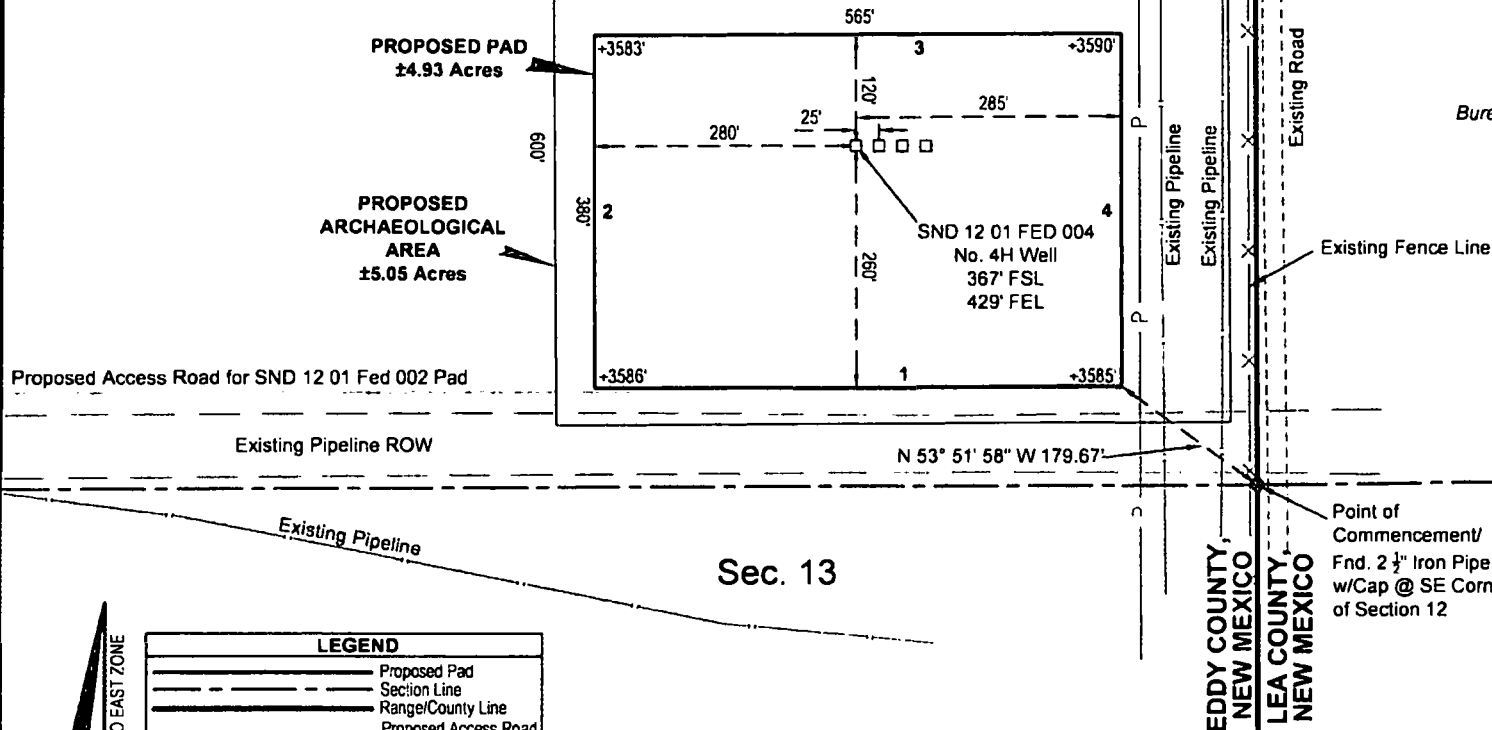 565'
PROPOSED PAD
±4.93 Acres
+3583'
3
+3590'
120'
285'
25'
280'
600'
380'
2
4
PROPOSED
ARCHAEOLOGICAL
AREA
±5.05 Acres
SND 12 01 FED 004
No. 4H Well
367' FSL
429' FEL
260'
P
P
P
Existing Pipeline
Existing Pipeline
Existing Road
Bure
Existing Fence Line
Proposed Access Road for SND 12 01 Fed 002 Pad
+3586'
1
+3585'
Existing Pipeline ROW
N 53° 51' 58" W 179.67'
Existing Pipeline
Sec. 13
Point of
Commencement/
Fnd. 2 ½" Iron Pipe
w/Cap @ SE Corn
of Section 12
EDDY COUNTY,
NEW MEXICO
LEA COUNTY,
NEW MEXICO
EAST ZONE
LEGEND
Proposed Pad
Section Line
Range/County Line
Proposed Access Road